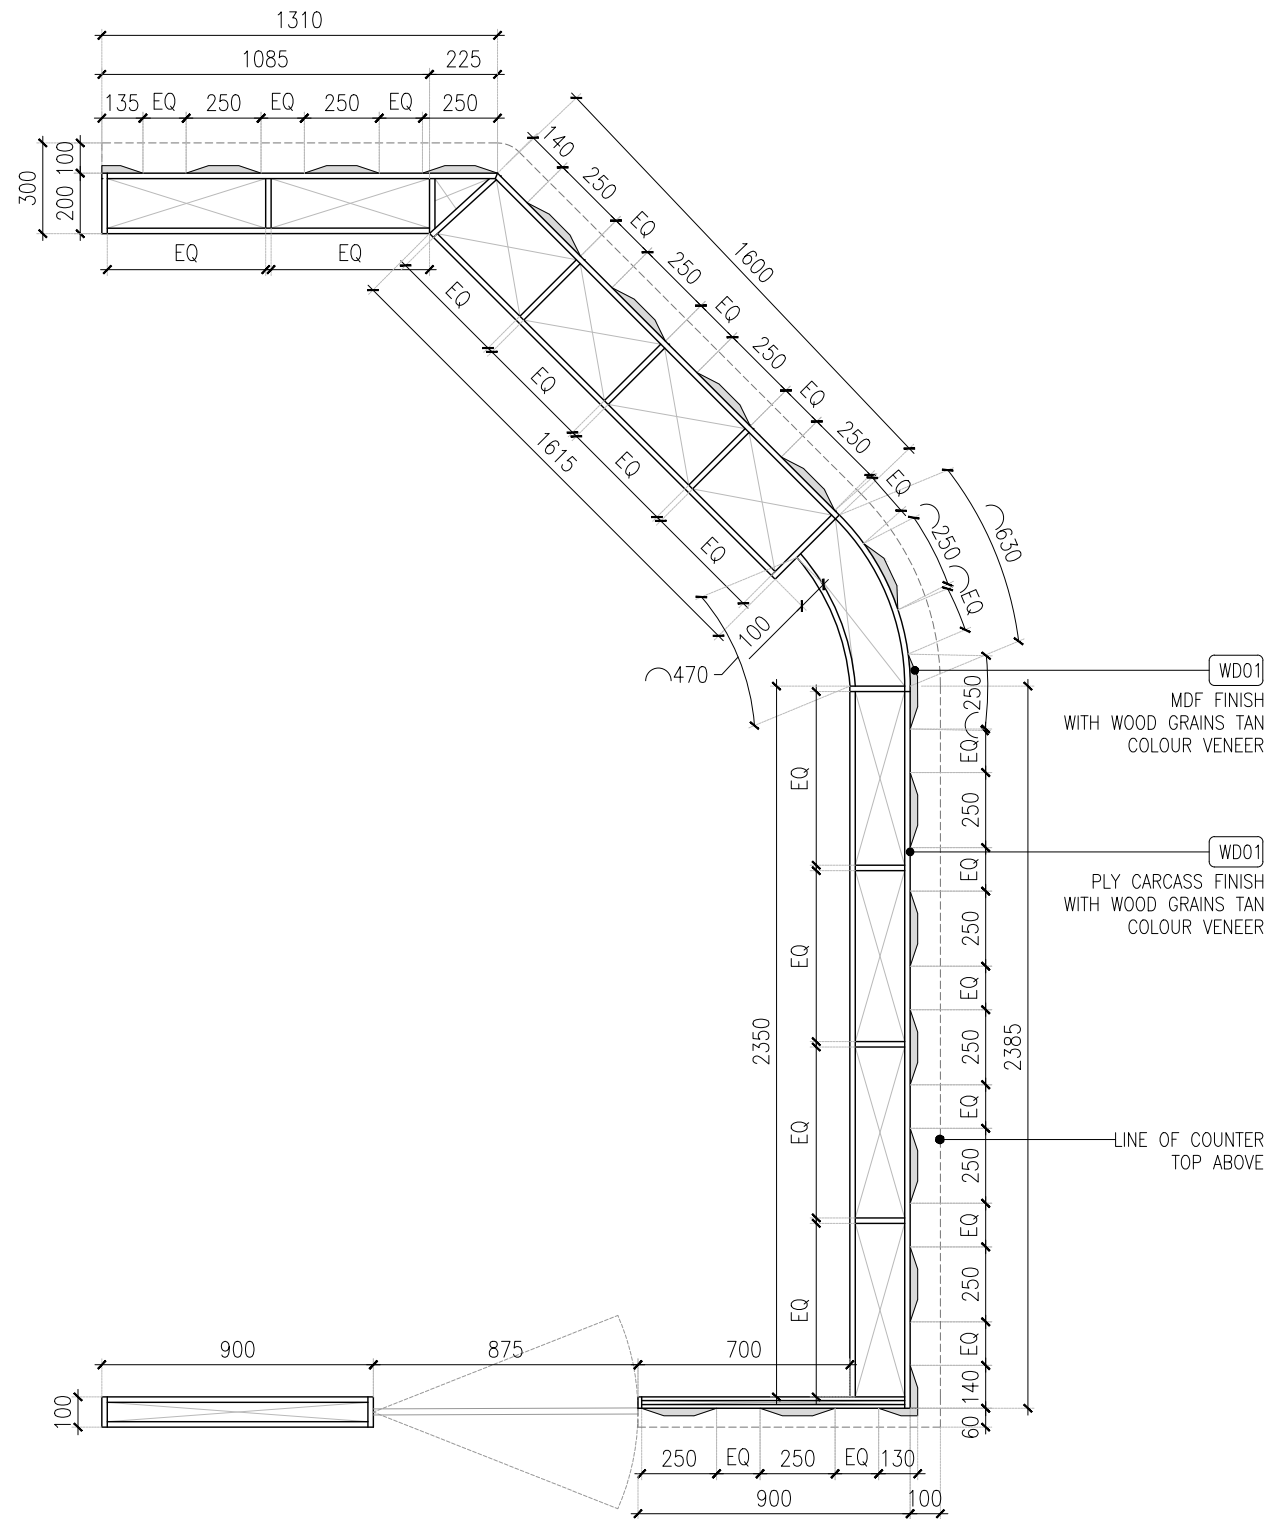 1310
1085 225
135 EQ 250 EQ 250 EQ 250
300
100
200
EQ EQ
140
250
EQ
250
EQ
250
EQ
250
EQ
1600
EQ
EQ
EQ
EQ
1615
250
EQ
630
100
470
250
WD01
MDF FINISH
WITH WOOD GRAINS TAN
COLOUR VENEER
EQ
250
EQ
EQ
WD01
PLY CARCASS FINISH
WITH WOOD GRAINS TAN
COLOUR VENEER
250
EQ
EQ
2350
250
2385
EQ
EQ
LINE OF COUNTER
TOP ABOVE
250
EQ
250
EQ
EQ
140
60
900 875 700
100
250 EQ 250 EQ 130
900 100